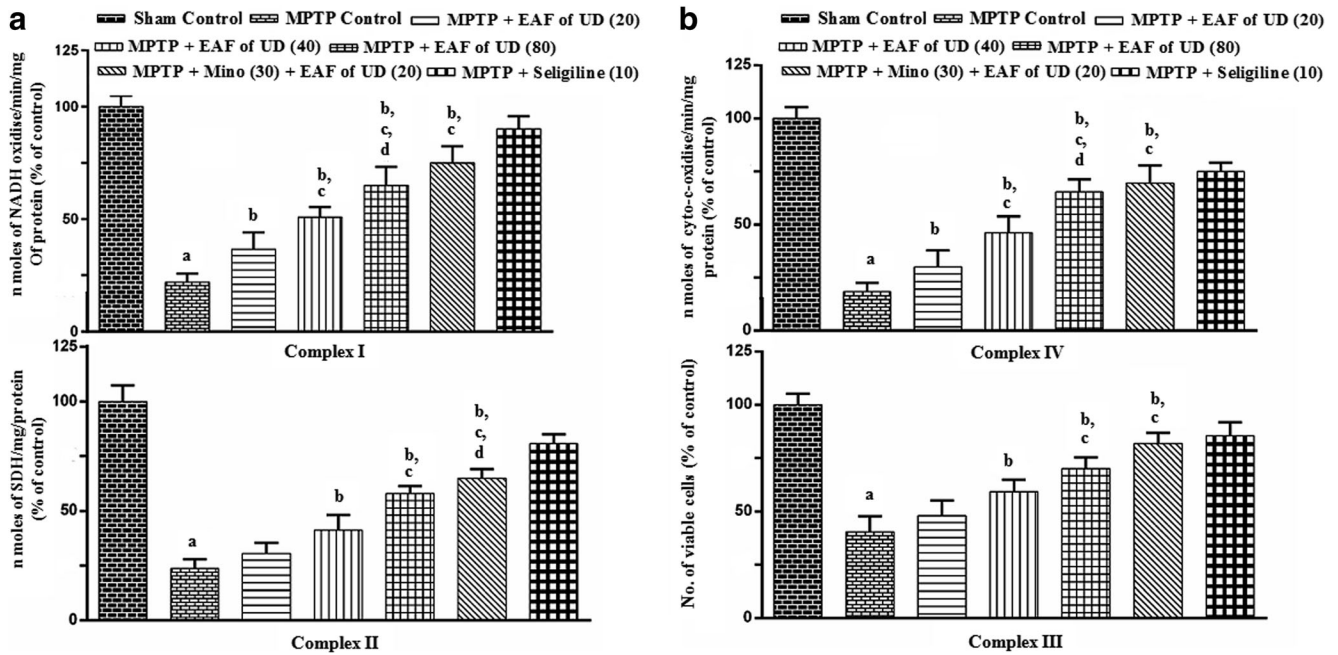 a
Sham Control MPTP Control MPTP + EAF of UD (20)
MPTP + EAF of UD (40) MPTP + EAF of UD (80)
MPTP + Mino (30) + EAF of UD (20) MPTP + Seligiline (10)
n moles of NADH oxidise/min/mg
Of protein (% of control)
125
100
50
0
a
b
b,
c
b,
c,
d
b,
c
Complex I
n moles of SDH/mg/protein
(% of control)
125
100
50
0
a
b
b,
c
b,
c,
d
Complex II
b
Sham Control MPTP Control MPTP + EAF of UD (20)
MPTP + EAF of UD (40) MPTP + EAF of UD (80)
MPTP + Mino (30) + EAF of UD (20) MPTP + Seligiline (10)
n moles of cyto-c-oxidise/min/mg
protein (% of control)
125
100
50
0
a
b
b,
c
b,
c,
d
b,
c
Complex IV
No. of viable cells (% of control)
125
100
50
0
a
b
b,
c
b,
c
Complex III